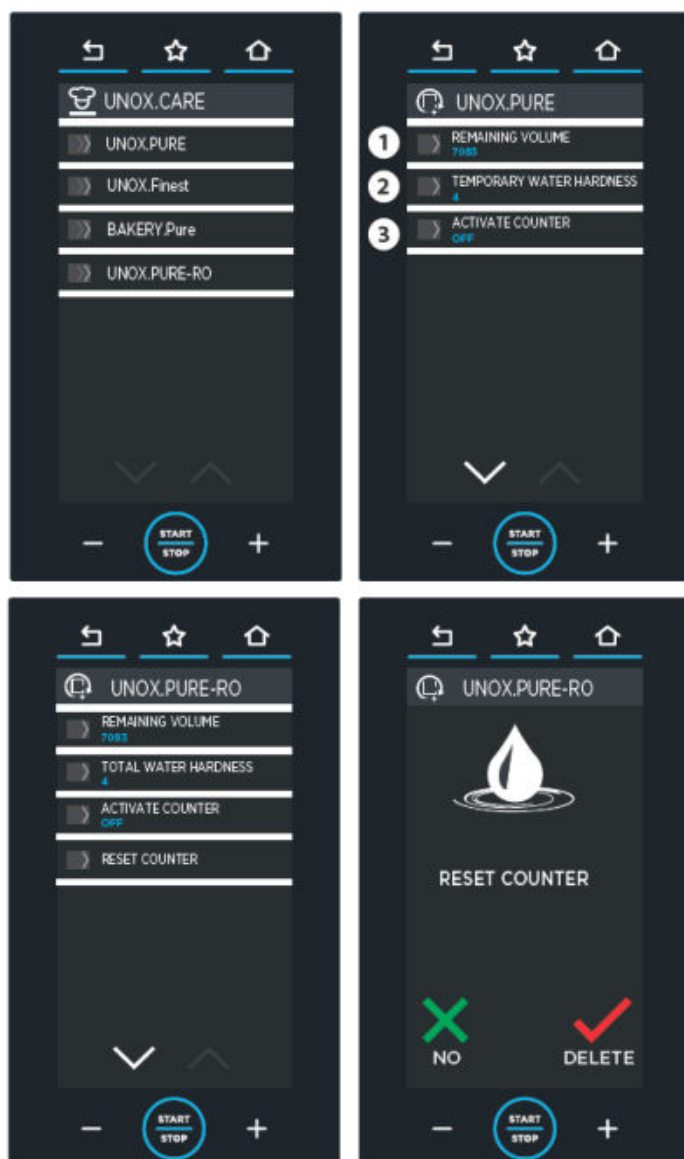 UNOX.CARE
UNOX.PURE
UNOX.Finest
BAKERY.Pure
UNOX.PURE-RO
START
STOP
UNOX.PURE
1
REMAINING VOLUME
7083
2
TEMPORARY WATER HARDNESS
4
3
ACTIVATE COUNTER
OFF
START
STOP
UNOX.PURE-RO
REMAINING VOLUME
7083
TOTAL WATER HARDNESS
4
ACTIVATE COUNTER
OFF
RESET COUNTER
START
STOP
UNOX.PURE-RO
RESET COUNTER
NO
DELETE
START
STOP